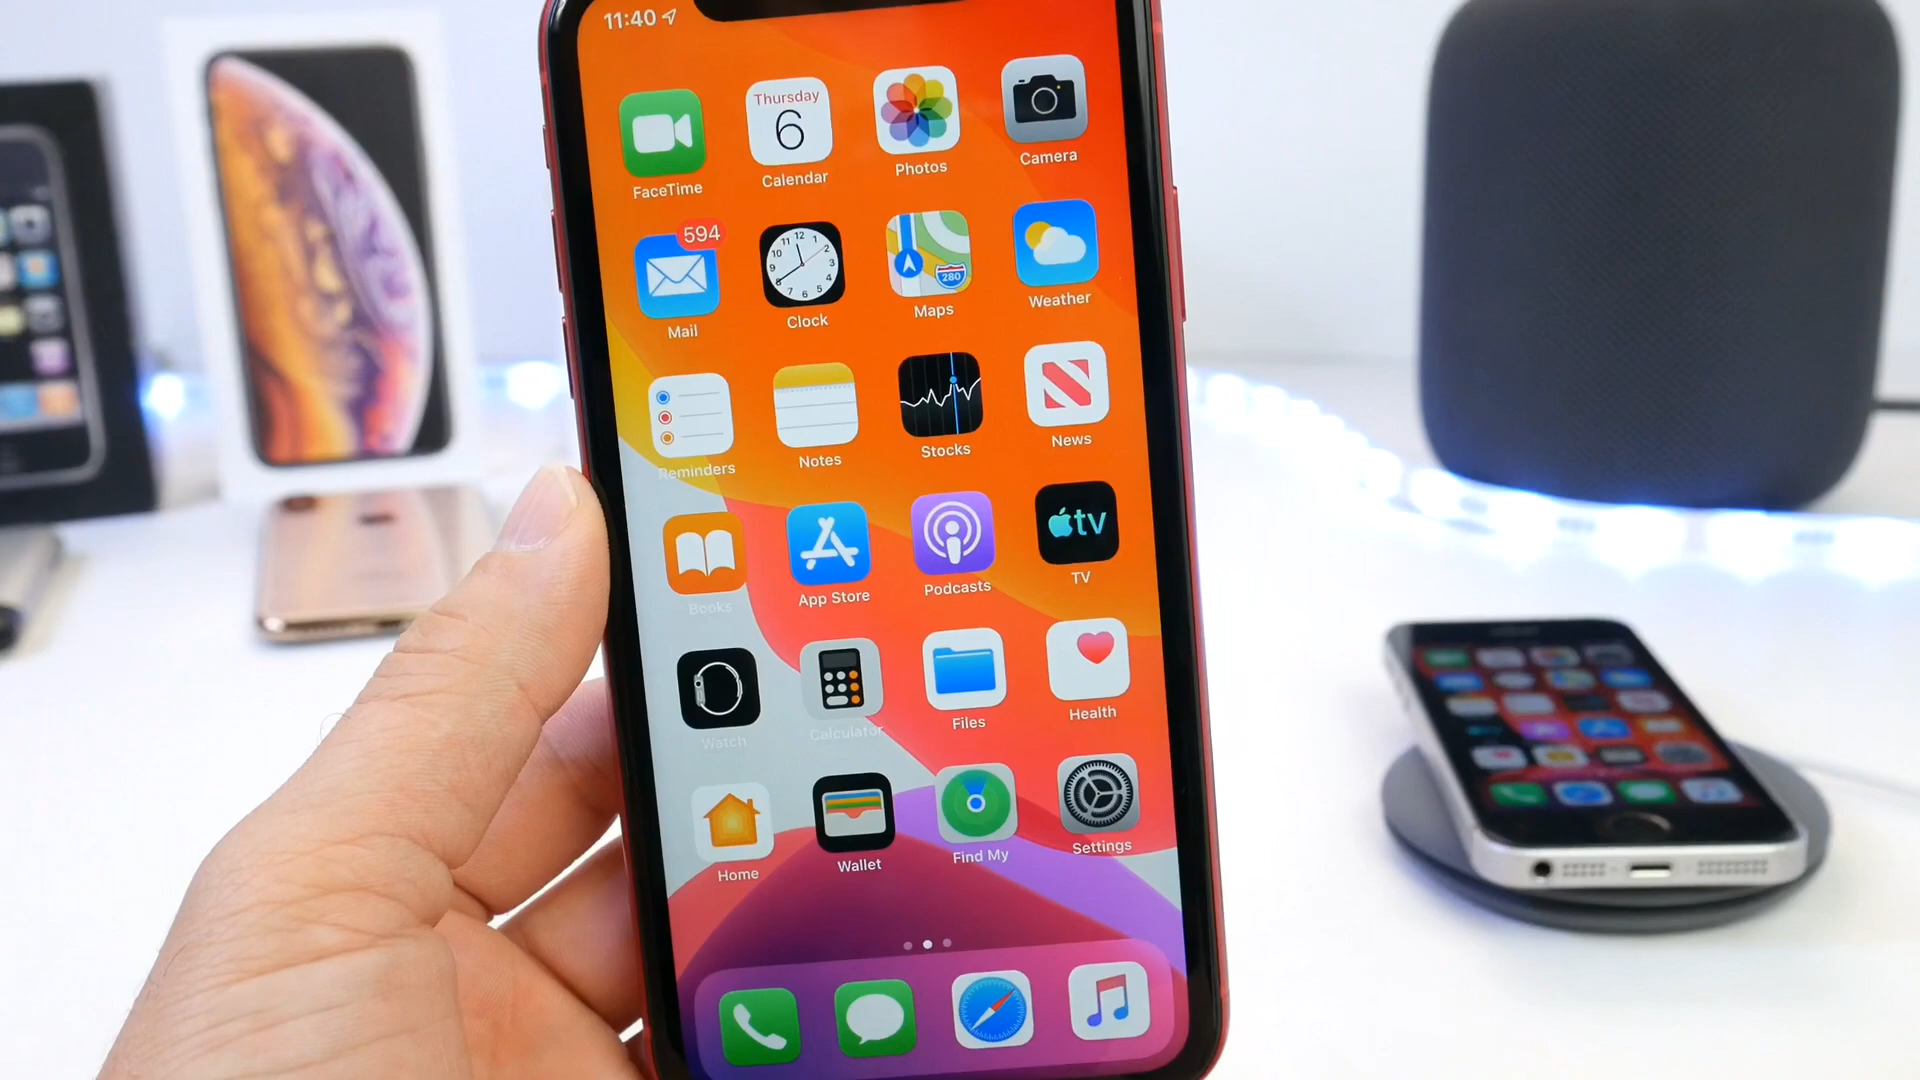 11:40
Thursday
6
FaceTime
Calendar
Photos
Camera
594
280
Mail
Clock
Maps
Weather
Reminders
Notes
Stocks
News
tv
Books
App Store
Podcasts
TV
Watch
Calculator
Files
Health
Home
Wallet
Find My
Settings